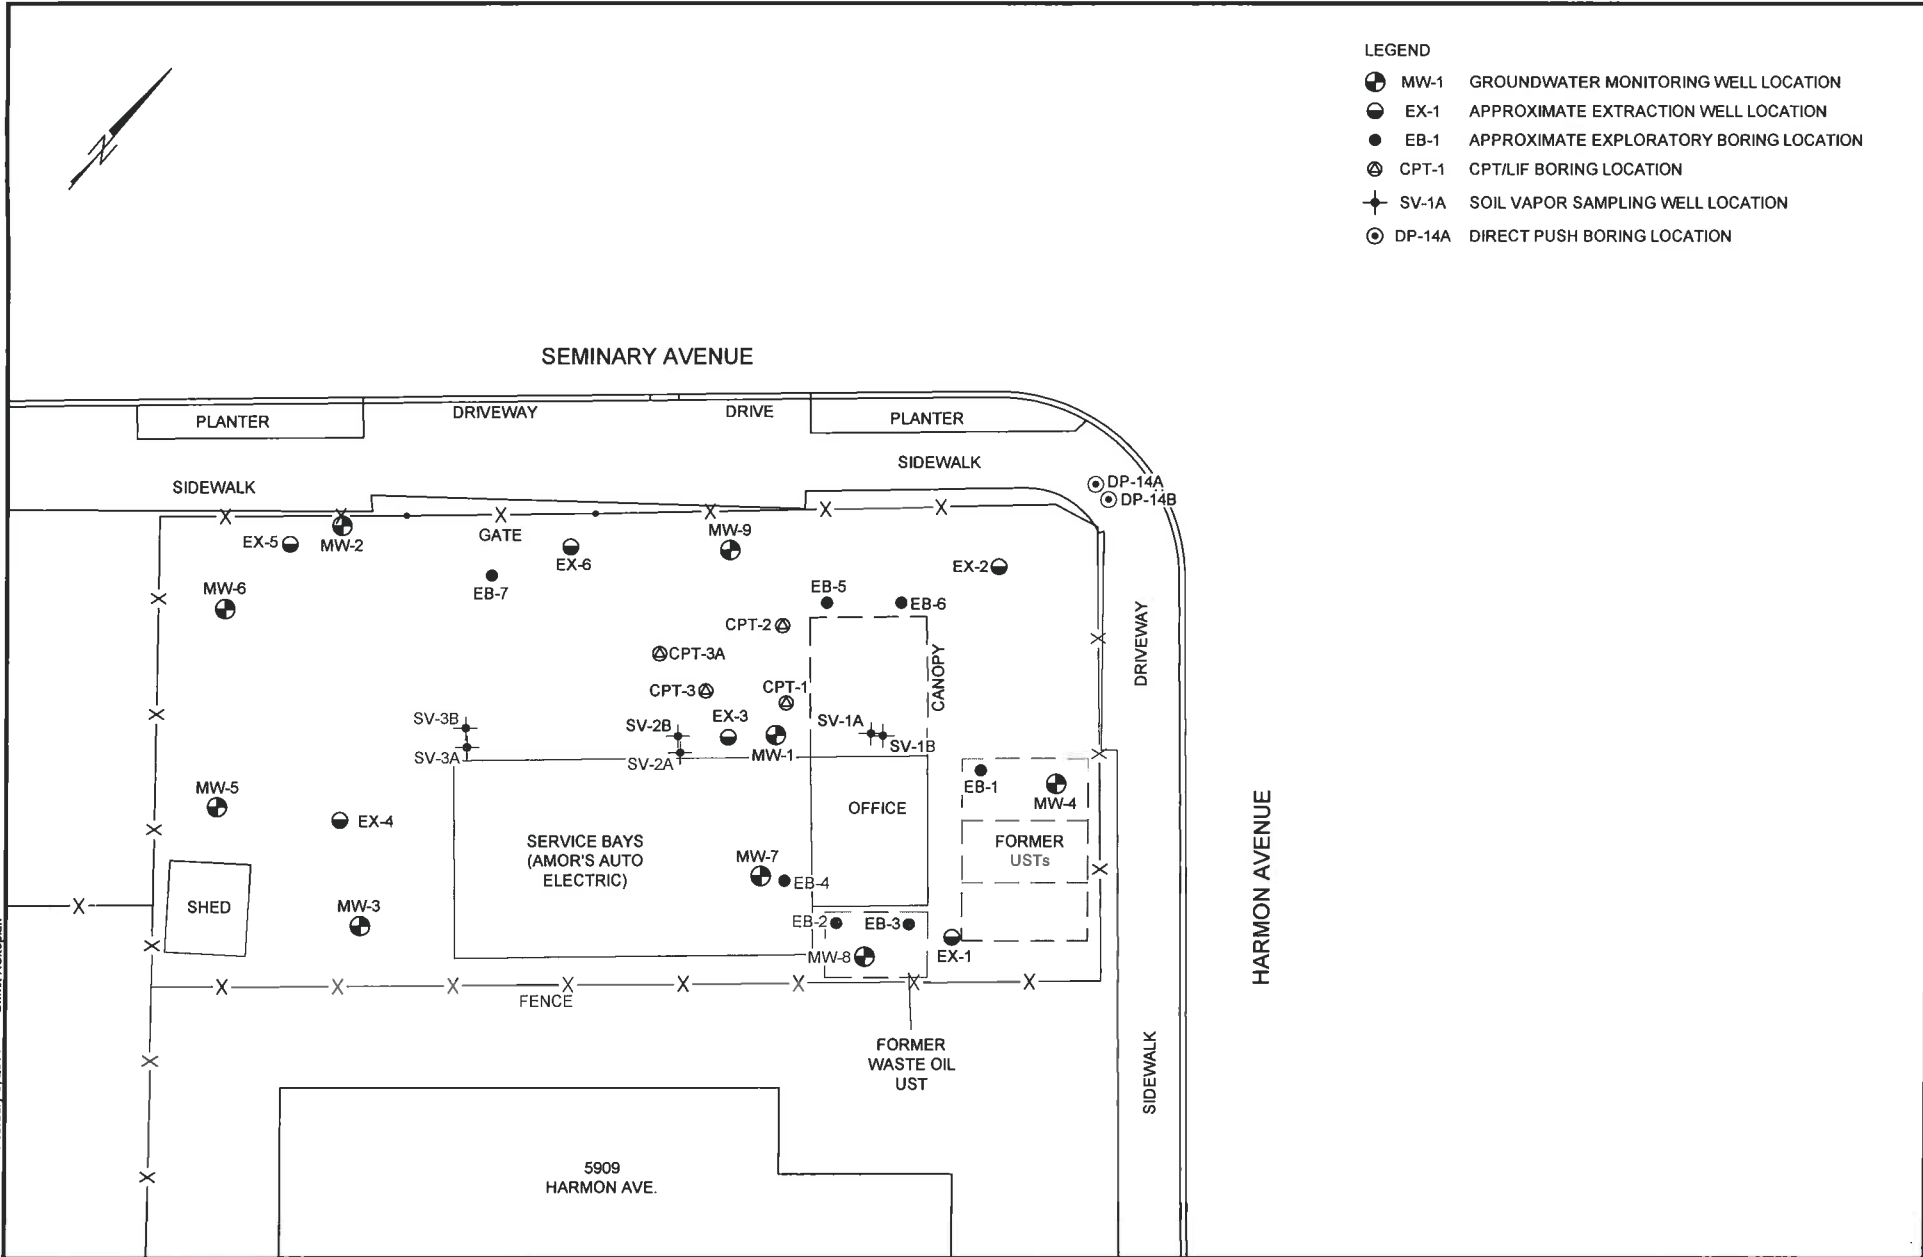 LEGEND
MW-1 GROUNDWATER MONITORING WELL LOCATION
EX-1 APPROXIMATE EXTRACTION WELL LOCATION
EB-1 APPROXIMATE EXPLORATORY BORING LOCATION
CPT-1 CPT/LIF BORING LOCATION
SV-1A SOIL VAPOR SAMPLING WELL LOCATION
DP-14A DIRECT PUSH BORING LOCATION
N
SEMINARY AVENUE
PLANTER
DRIVEWAY
DRIVE
PLANTER
SIDEWALK
SIDEWALK
DP-14A
DP-14B
EX-5
MW-2
GATE
EX-6
MW-9
EX-2
MW-6
EB-7
EB-5
EB-6
CPT-2
CPT-3A
CANOPY
DRIVEWAY
CPT-3
CPT-1
SV-3B
SV-2B
EX-3
SV-1A
SV-1B
SV-3A
SV-2A
MW-1
MW-5
EX-4
OFFICE
EB-1
MW-4
SERVICE BAYS
(AMOR'S AUTO
ELECTRIC)
FORMER
USTs
MW-7
EB-4
HARMON AVENUE
SHED
MW-3
EB-2
EB-3
MW-8
EX-1
FENCE
FORMER
WASTE OIL
UST
SIDEWALK
5909
HARMON AVE.